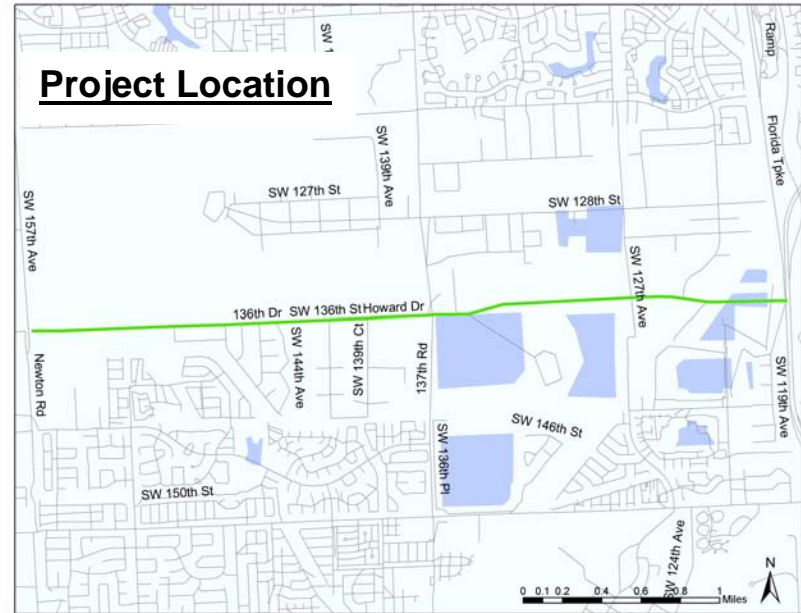 SW 1
Ramp
Project Location
Florida Tpke
SW 139th Ave
SW 127th St
SW 128th St
SW 157th Ave
SW 127th Ave
136th Dr SW 136th St Howard Dr
Newton Rd
SW 144th Ave
SW 139th Ct
137th Rd
SW 119th Ave
SW 146th St
SW 136th Pl
SW 150th St
SW 124th Ave
N
0 0.1 0.2 0.4 0.6 0.8 1
Miles